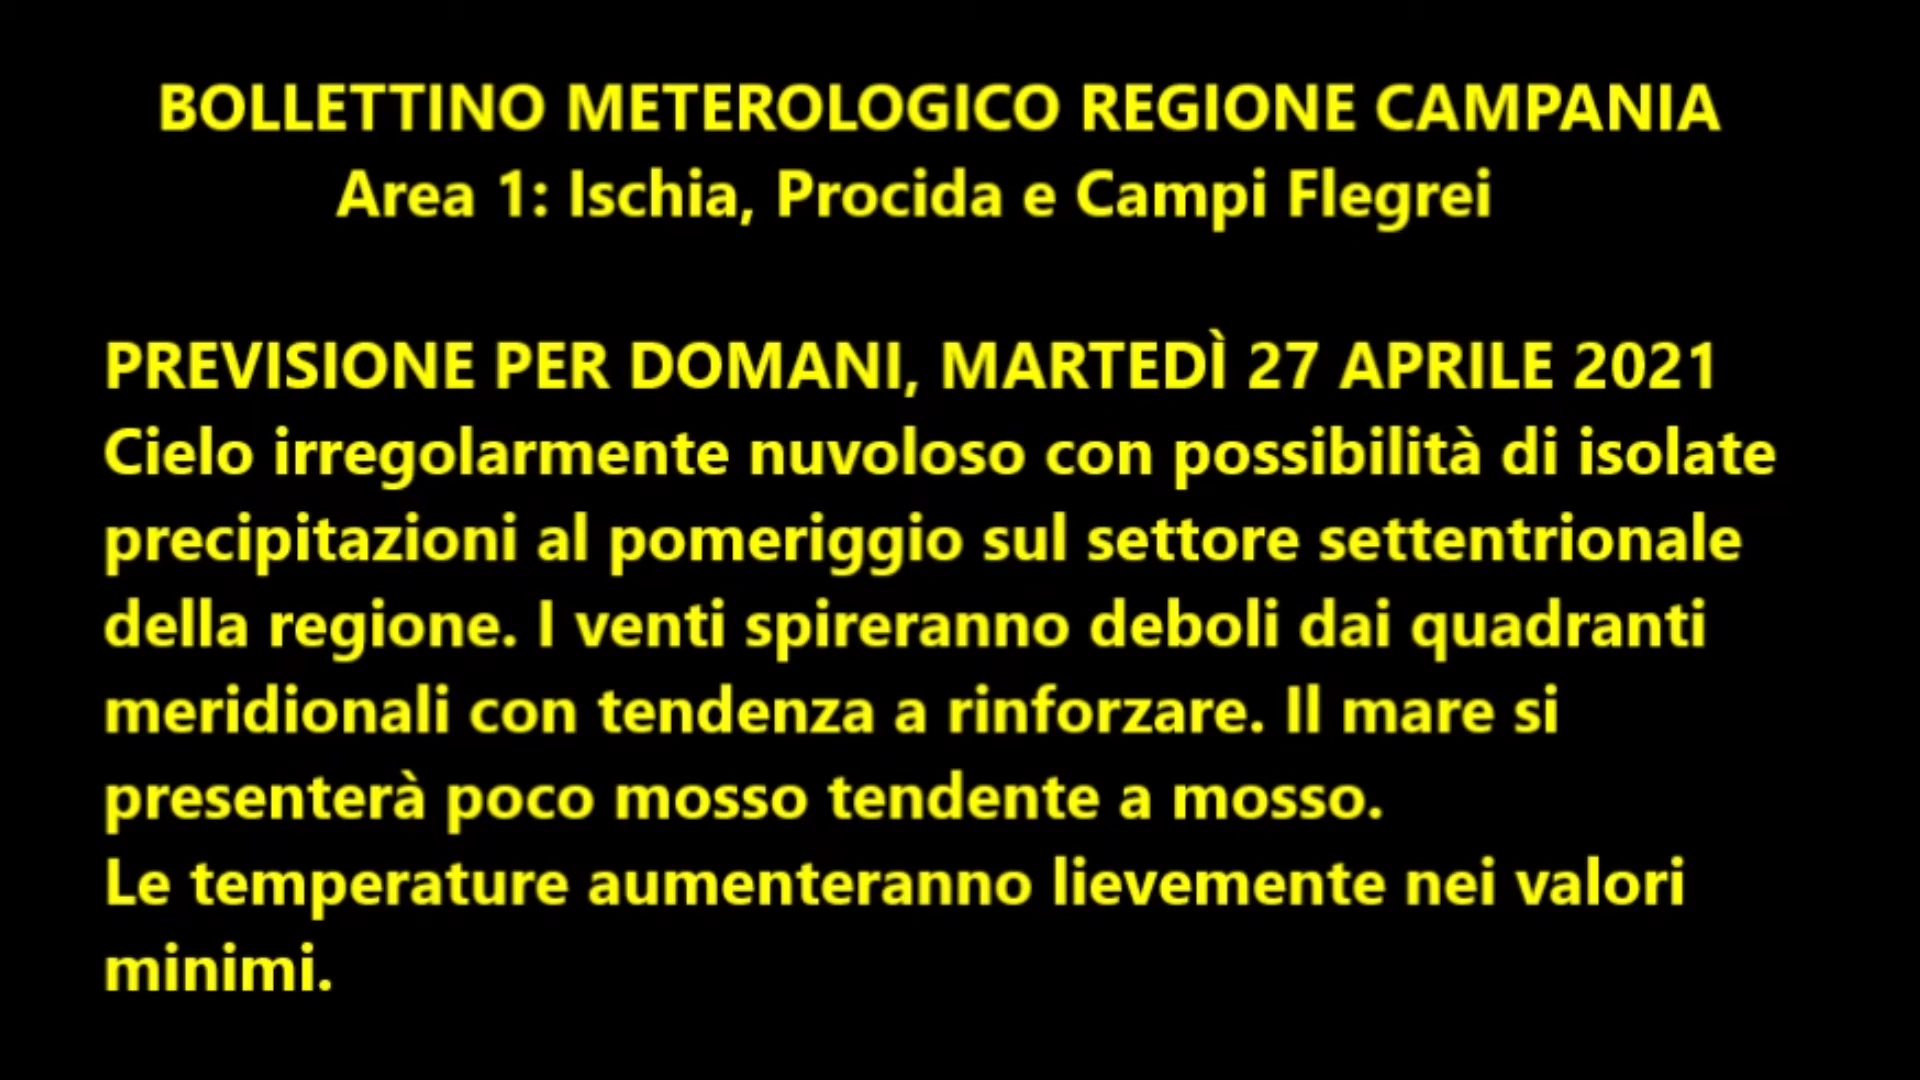 BOLLETTINO METEROLOGICO REGIONE CAMPANIA
Area 1: Ischia, Procida e Campi Flegrei
PREVISIONE PER DOMANI, MARTEDÌ 27 APRILE 2021
Cielo irregolarmente nuvoloso con possibilità di isolate
precipitazioni al pomeriggio sul settore settentrionale
della regione. I venti spireranno deboli dai quadranti
meridionali con tendenza a rinforzare. Il mare si
presenterà poco mosso tendente a mosso.
Le temperature aumenteranno lievemente nei valori
minimi.